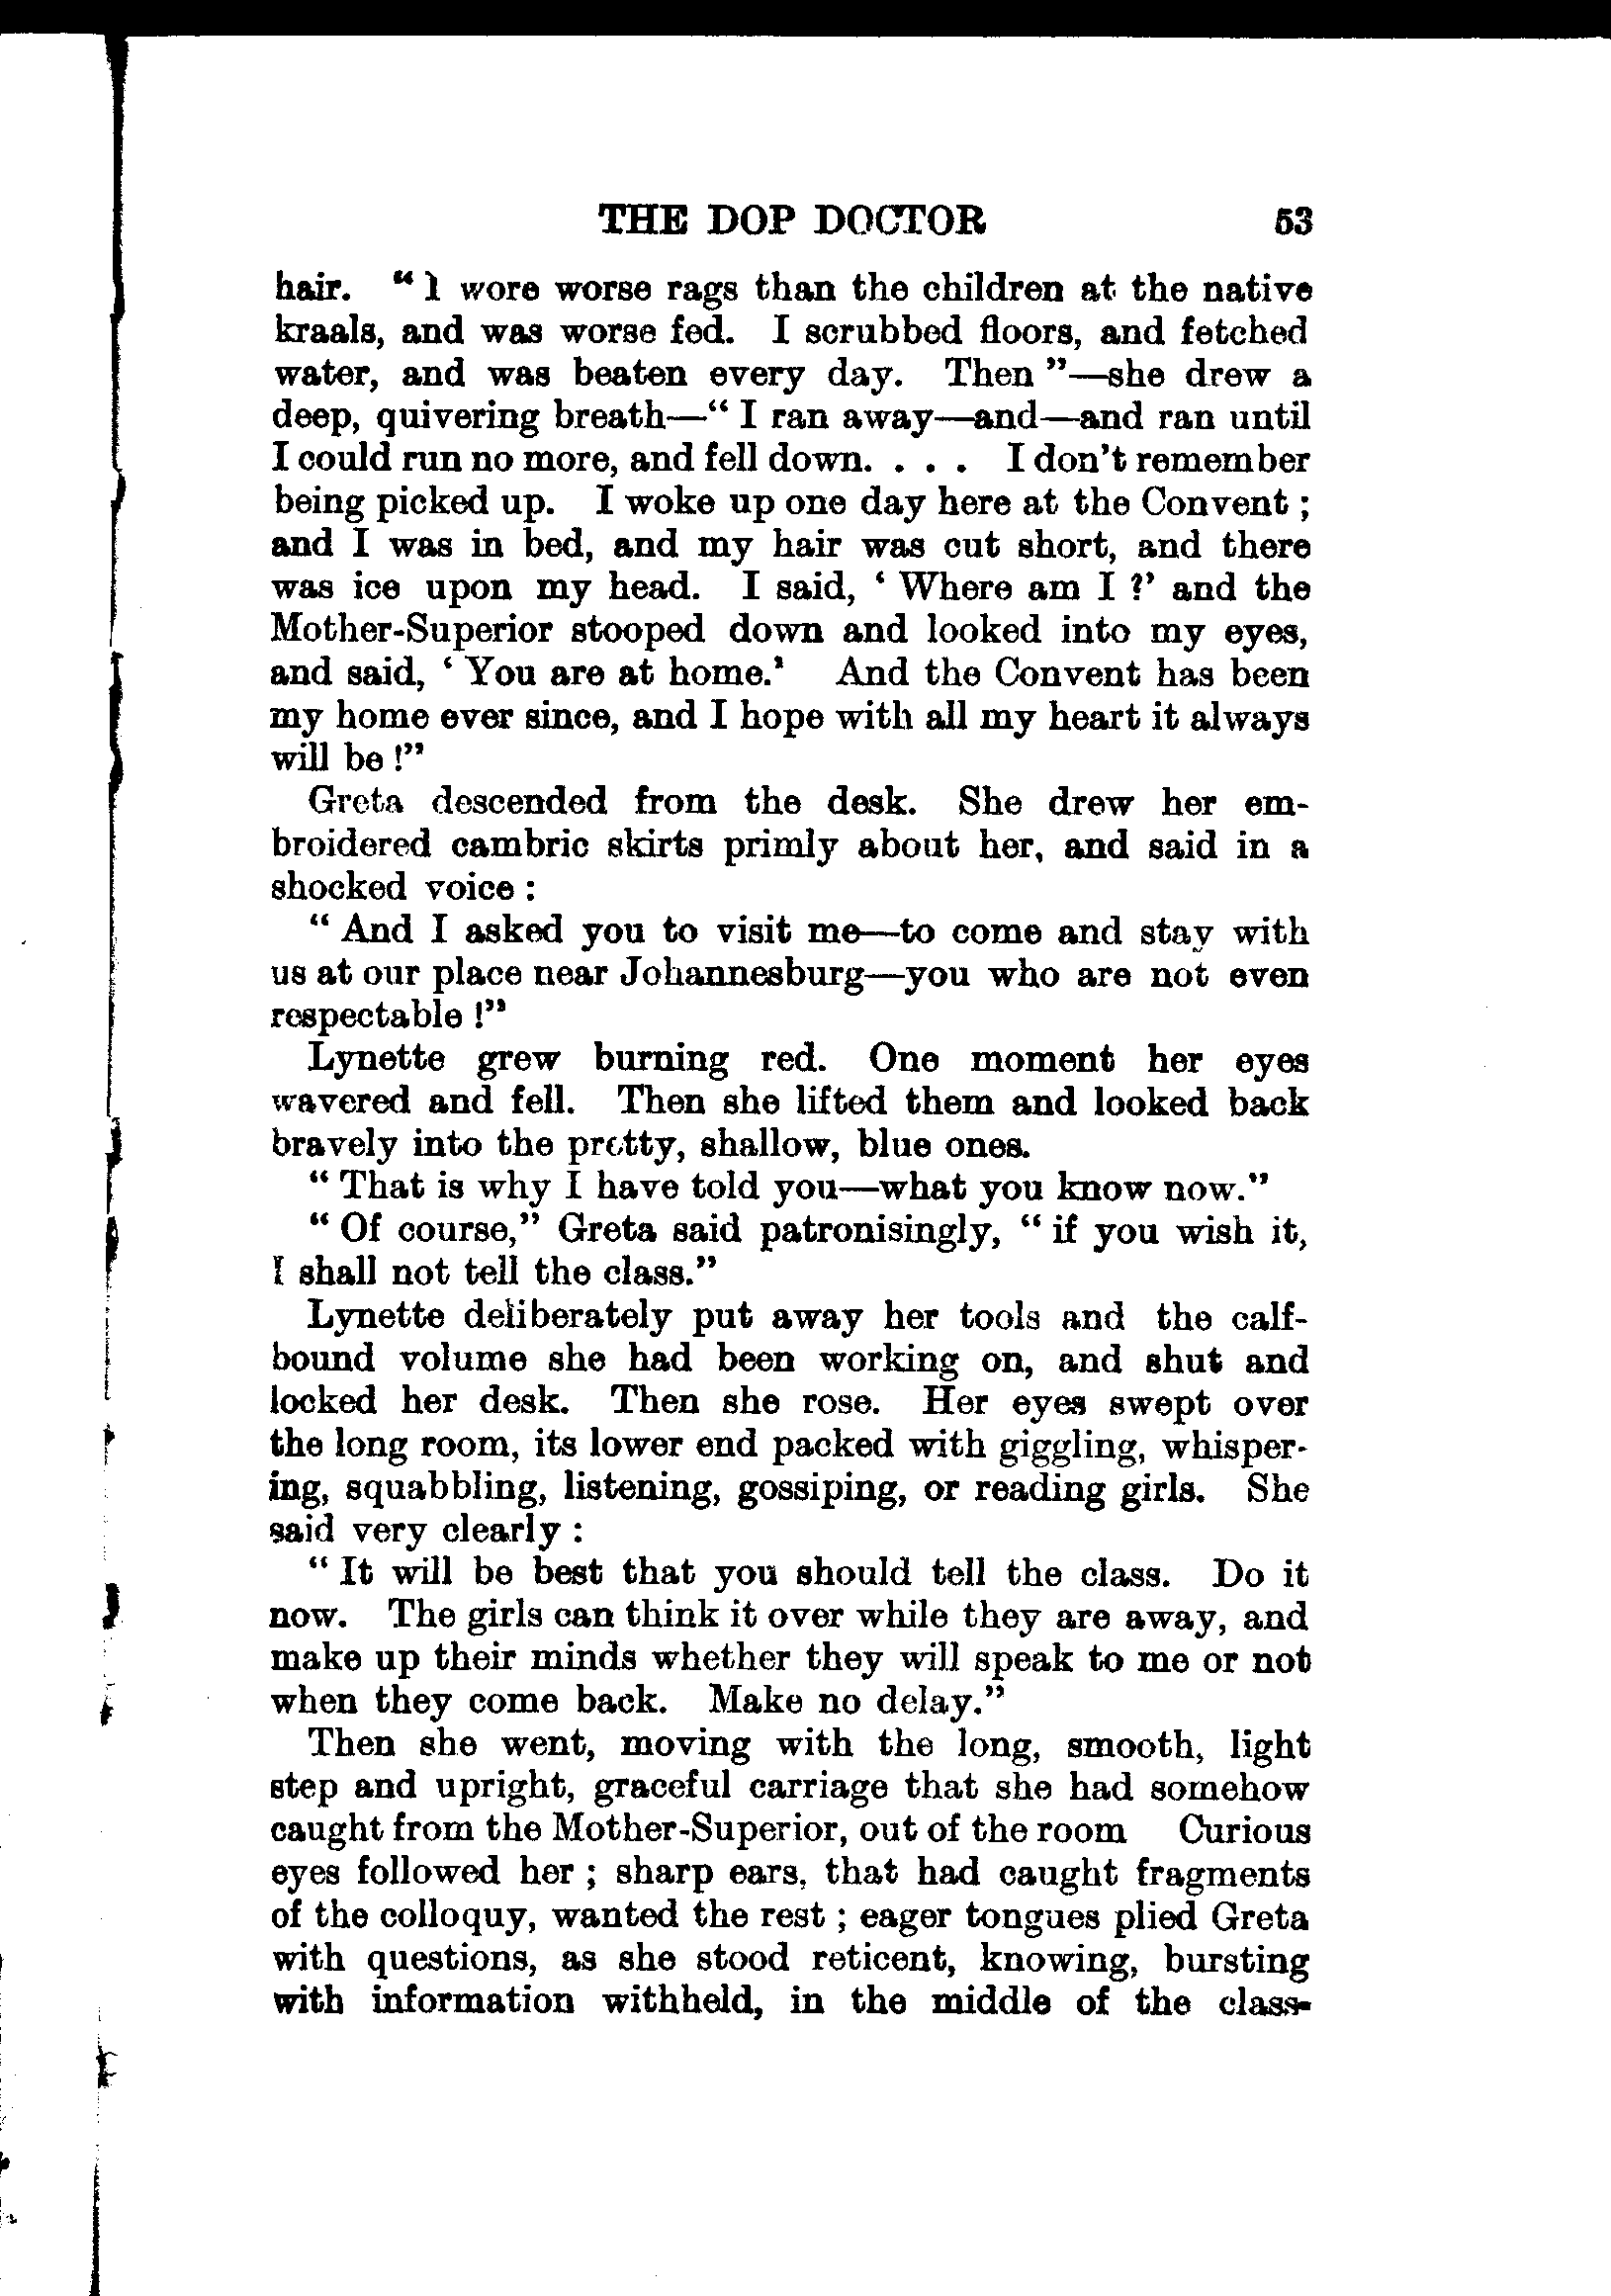 THE DOP DOCTOR 53
hair. “I wore worse rags than the children at the native
kraals, and was worse fed. I scrubbed floors, and fetched
water, and was beaten every day. Then”—she drew a
deep, quivering breath—“I ran away—and—and ran until
I could run no more, and fell down. . . . I don't remember
being picked up. I woke up one day here at the Convent;
and I was in bed, and my hair was cut short, and there
was ice upon my head. I said, ‘Where am I?’ and the
Mother-Superior stooped down and looked into my eyes,
and said, ‘You are at home.’ And the Convent has been
my home ever since, and I hope with all my heart it always
will be!”
Greta descended from the desk. She drew her em-
broidered cambric skirts primly about her, and said in a
shocked voice:
“And I asked you to visit me—to come and stay with
us at our place near Johannesburg—you who are not even
respectable!”
Lynette grew burning red. One moment her eyes
wavered and fell. Then she lifted them and looked back
bravely into the pretty, shallow, blue ones.
“That is why I have told you—what you know now.”
“Of course,” Greta said patronisingly, “if you wish it,
I shall not tell the class.”
Lynette deliberately put away her tools and the calf-
bound volume she had been working on, and shut and
locked her desk. Then she rose. Her eyes swept over
the long room, its lower end packed with giggling, whisper-
ing, squabbling, listening, gossiping, or reading girls. She
said very clearly:
“It will be best that you should tell the class. Do it
now. The girls can think it over while they are away, and
make up their minds whether they will speak to me or not
when they come back. Make no delay.”
Then she went, moving with the long, smooth, light
step and upright, graceful carriage that she had somehow
caught from the Mother-Superior, out of the room Curious
eyes followed her; sharp ears, that had caught fragments
of the colloquy, wanted the rest; eager tongues plied Greta
with questions, as she stood reticent, knowing, bursting
with information withheld, in the middle of the class-